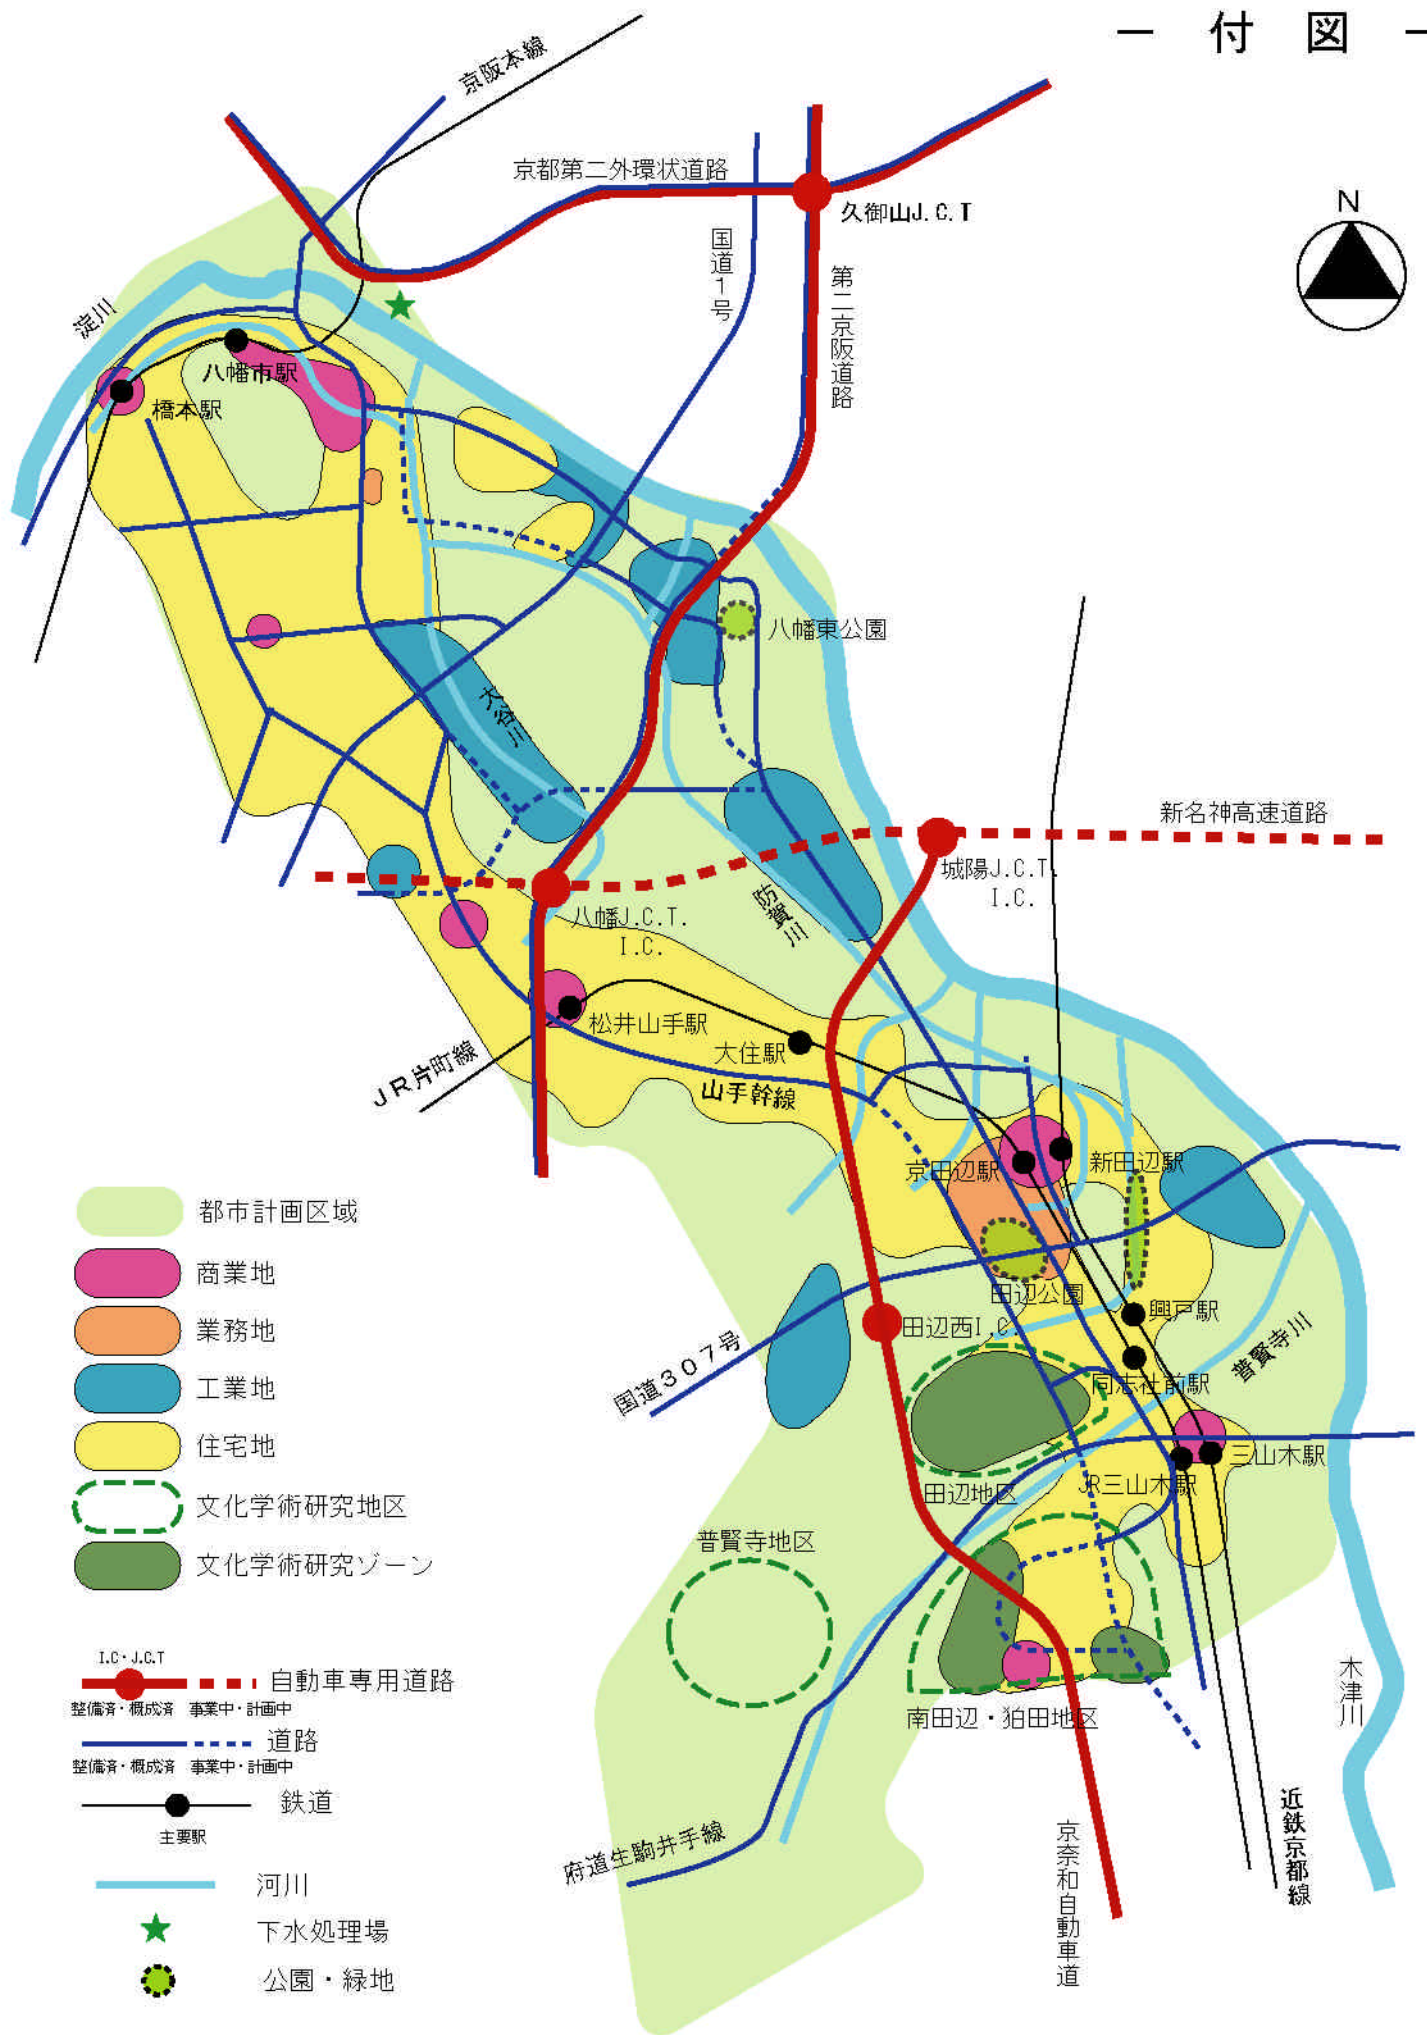 － 付 図 －
京阪本線
京都第二外環状道路
久御山J.C.T
N
国道1号
第二京阪道路
淀川
八幡市駅
橋本駅
八幡東公園
大谷川
新名神高速道路
城陽J.C.T.
I.C.
防賀川
八幡J.C.T.
I.C.
松井山手駅
大住駅
JR片町線
山手幹線
京田辺駅
新田辺駅
田辺公園
興戸駅
田辺西I.C.
国道307号
同志社前駅
普賢寺川
三山木駅
JR三山木駅
田辺地区
普賢寺地区
南田辺・狛田地区
木津川
府道生駒井手線
京奈和自動車道
近鉄京都線
都市計画区域
商業地
業務地
工業地
住宅地
文化学術研究地区
文化学術研究ゾーン
I.C・J.C.T
自動車専用道路
整備済・概成済 事業中・計画中
道路
整備済・概成済 事業中・計画中
鉄道
主要駅
河川
下水処理場
公園・緑地